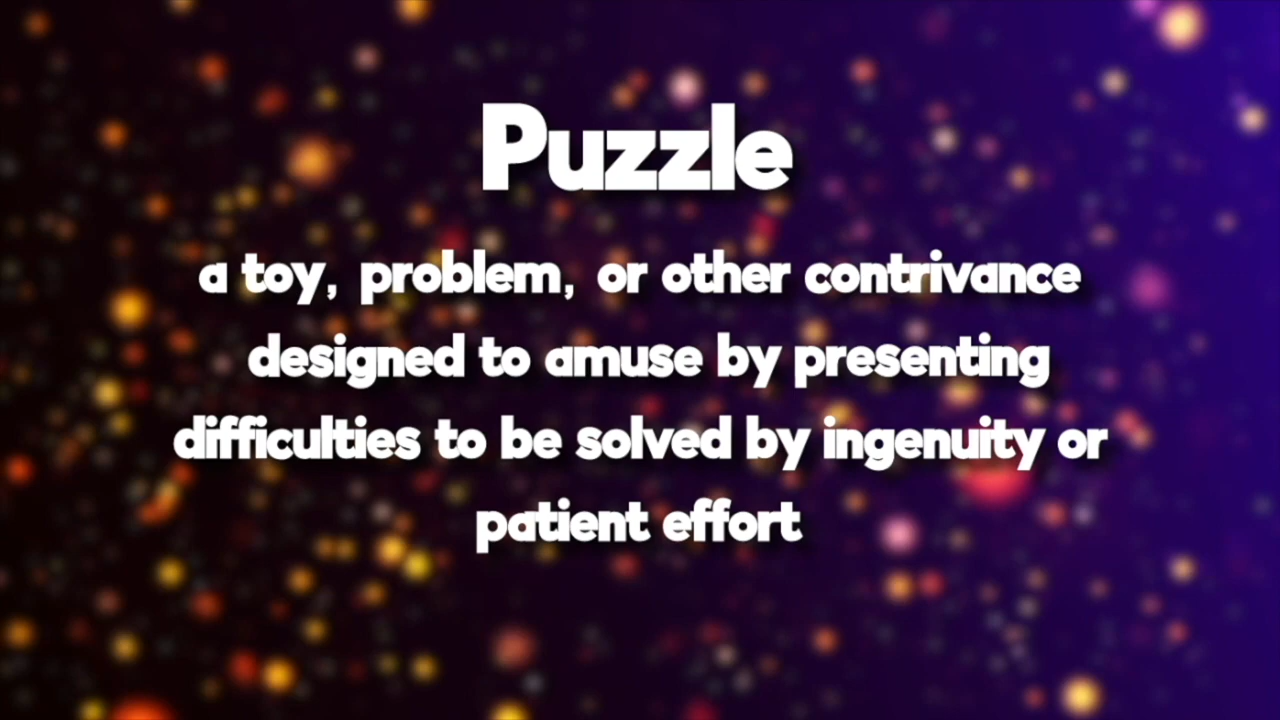 Puzzle
a toy, problem, or other contrivance
designed to amuse by presenting
difficulties to be solved by ingenuity or
patient effort